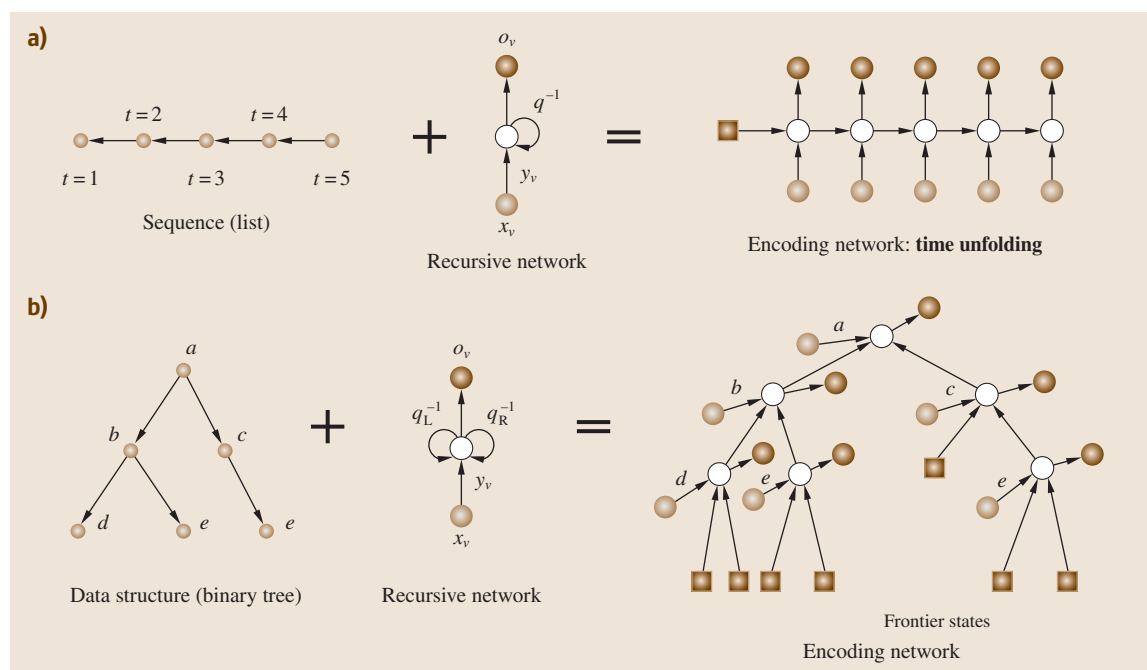 a)
o_v
q⁻¹
t = 2
t = 4
+
=
y_v
t = 1
t = 3
t = 5
x_v
Sequence (list)
Recursive network
Encoding network: time unfolding
b)
a
o_v
a
b
c
q_L⁻¹
q_R⁻¹
b
c
+
=
y_v
d
e
e
d
e
e
x_v
Data structure (binary tree)
Recursive network
Frontier states
Encoding network